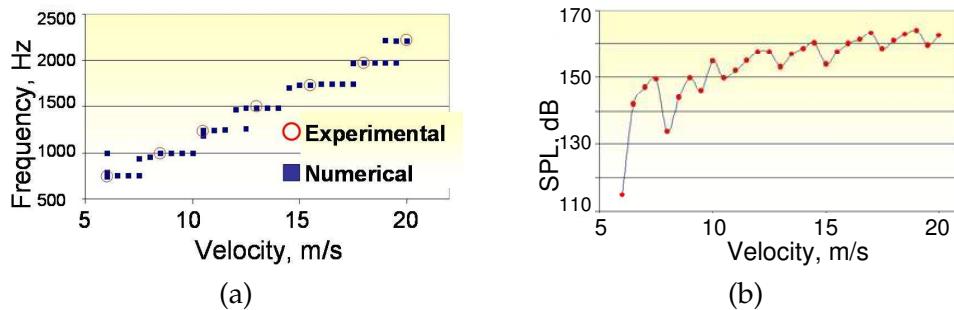 2500
2000
1500
1000
500
Frequency, Hz
5
10
15
20
Velocity, m/s
Experimental
Numerical
(a)
170
150
130
110
SPL, dB
5
10
15
20
Velocity, m/s
(b)